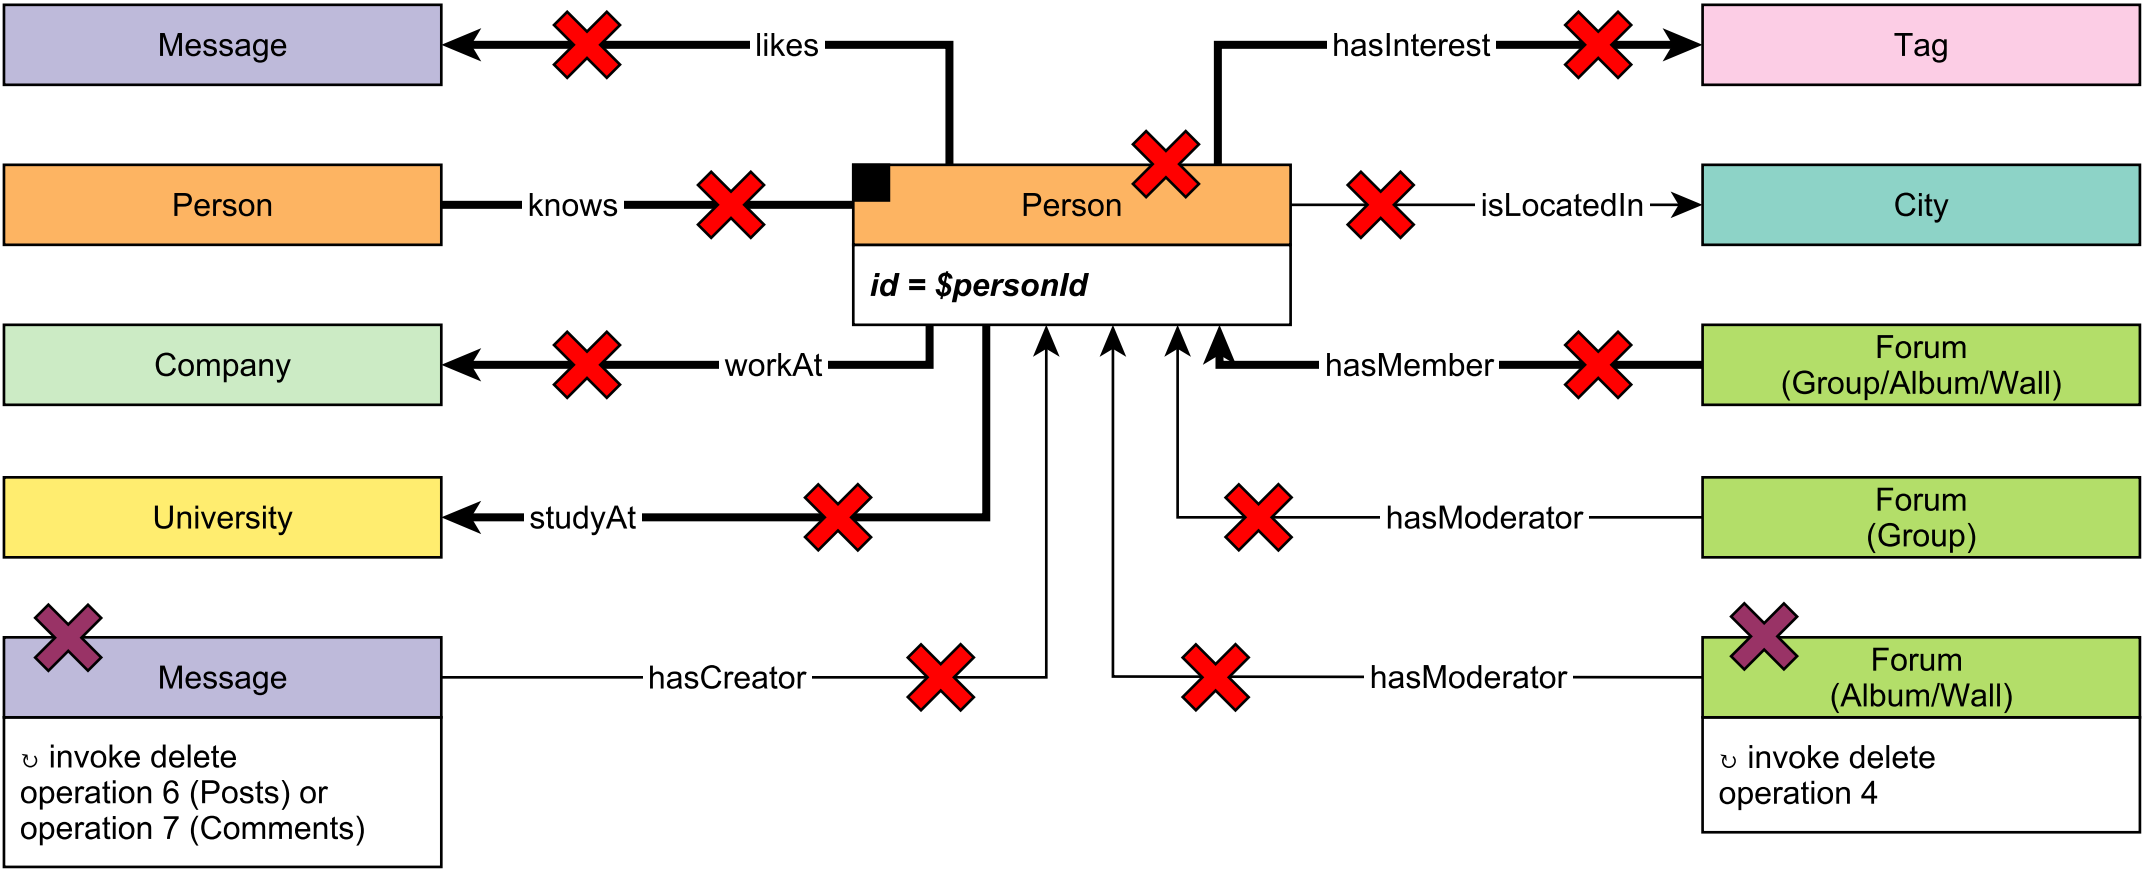 Message
likes
hasInterest
Tag
Person
knows
Person
isLocatedIn
City
id = $personId
Company
workAt
hasMember
Forum
(Group/Album/Wall)
University
studyAt
hasModerator
Forum
(Group)
Message
hasCreator
hasModerator
Forum
(Album/Wall)
↻ invoke delete
operation 6 (Posts) or
operation 7 (Comments)
↻ invoke delete
operation 4